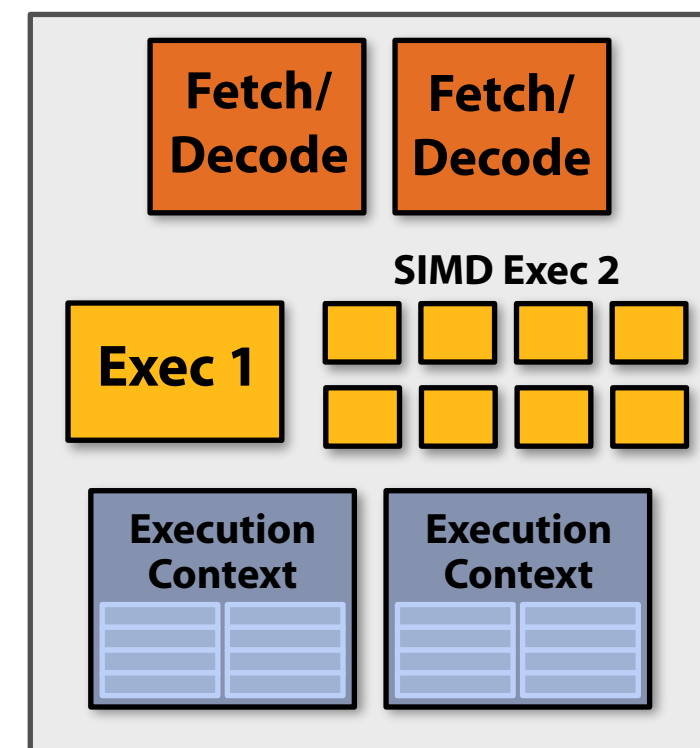 Fetch/
Decode
Fetch/
Decode
SIMD Exec 2
Exec 1
Execution
Context
Execution
Context